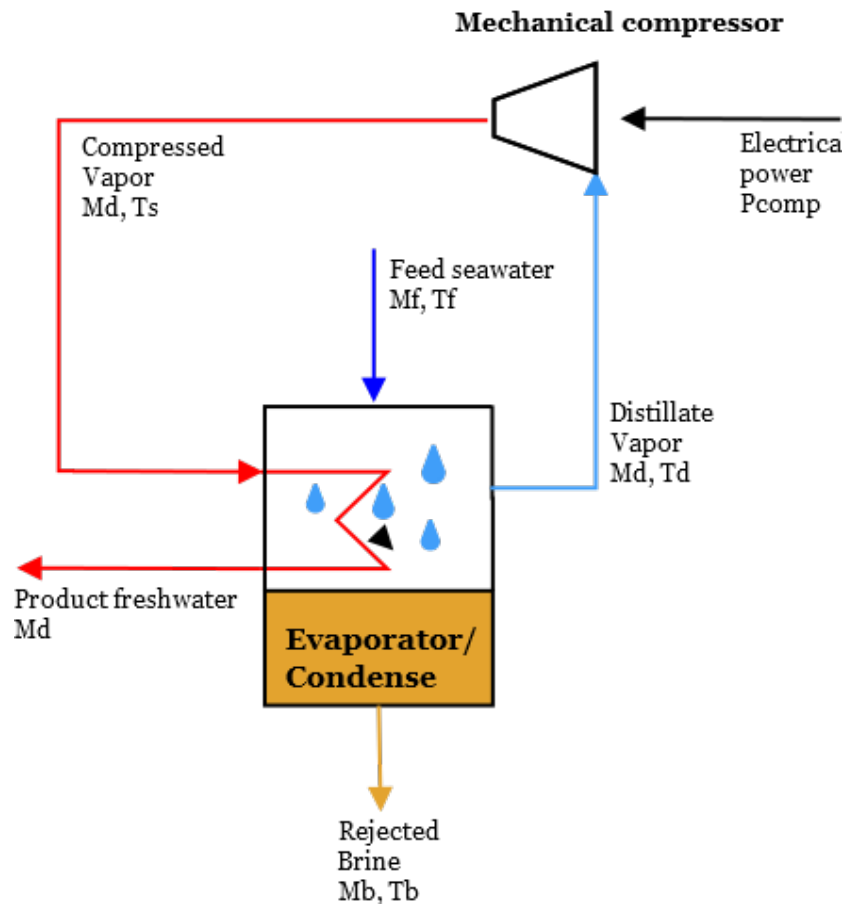 Mechanical compressor
Compressed
Vapor
Md, Ts
Electrical
power
Pcomp
Feed seawater
Mf, Tf
Distillate
Vapor
Md, Td
Product freshwater
Md
Evaporator/
Condense
Rejected
Brine
Mb, Tb